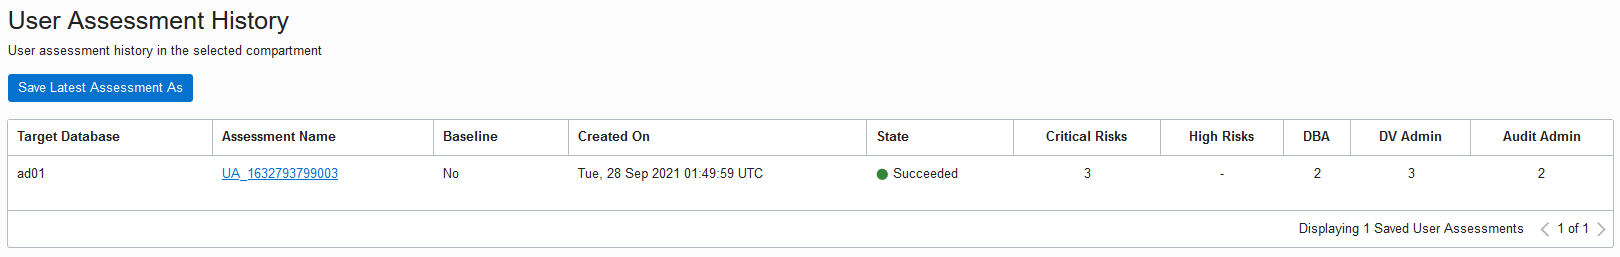 User Assessment History
User assessment history in the selected compartment
Save Latest Assessment As
Target Database Assessment Name Baseline Created On State Critical Risks High Risks DBA DV Admin Audit Admin
ad01 UA_1632793799003 No Tue, 28 Sep 2021 01:49:59 UTC Succeeded 3 - 2 3 2
Displaying 1 Saved User Assessments 1 of 1